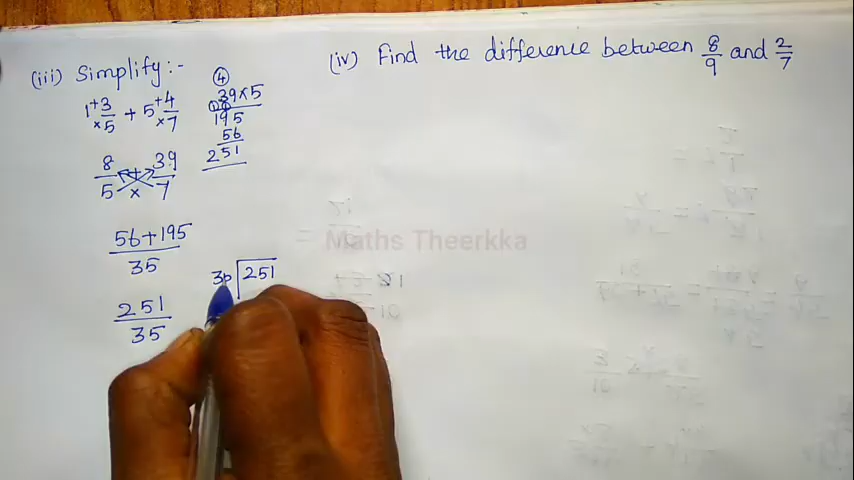 (iii) Simplify:-
1+3/×5 + 5+4/×7
8/5 + × 39/7
56+195/35
251/35
4
39×5
195
56
251
251
(iv) Find the difference between 8/9 and 2/7
Maths Theerkka